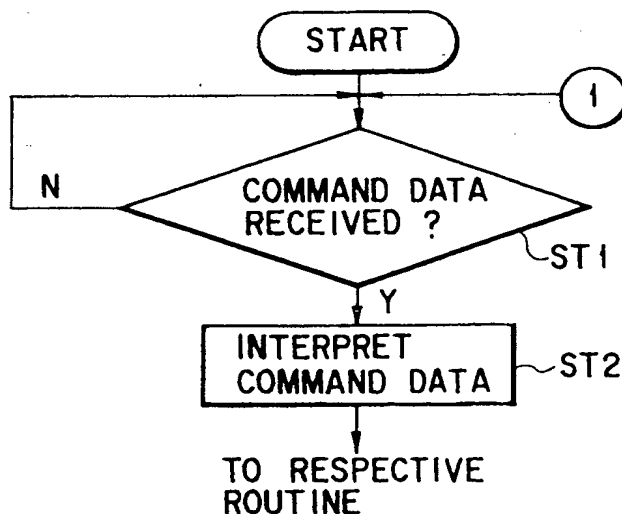 START
1
N
COMMAND DATA
RECEIVED ?
ST1
Y
INTERPRET
COMMAND DATA
ST2
TO RESPECTIVE
ROUTINE